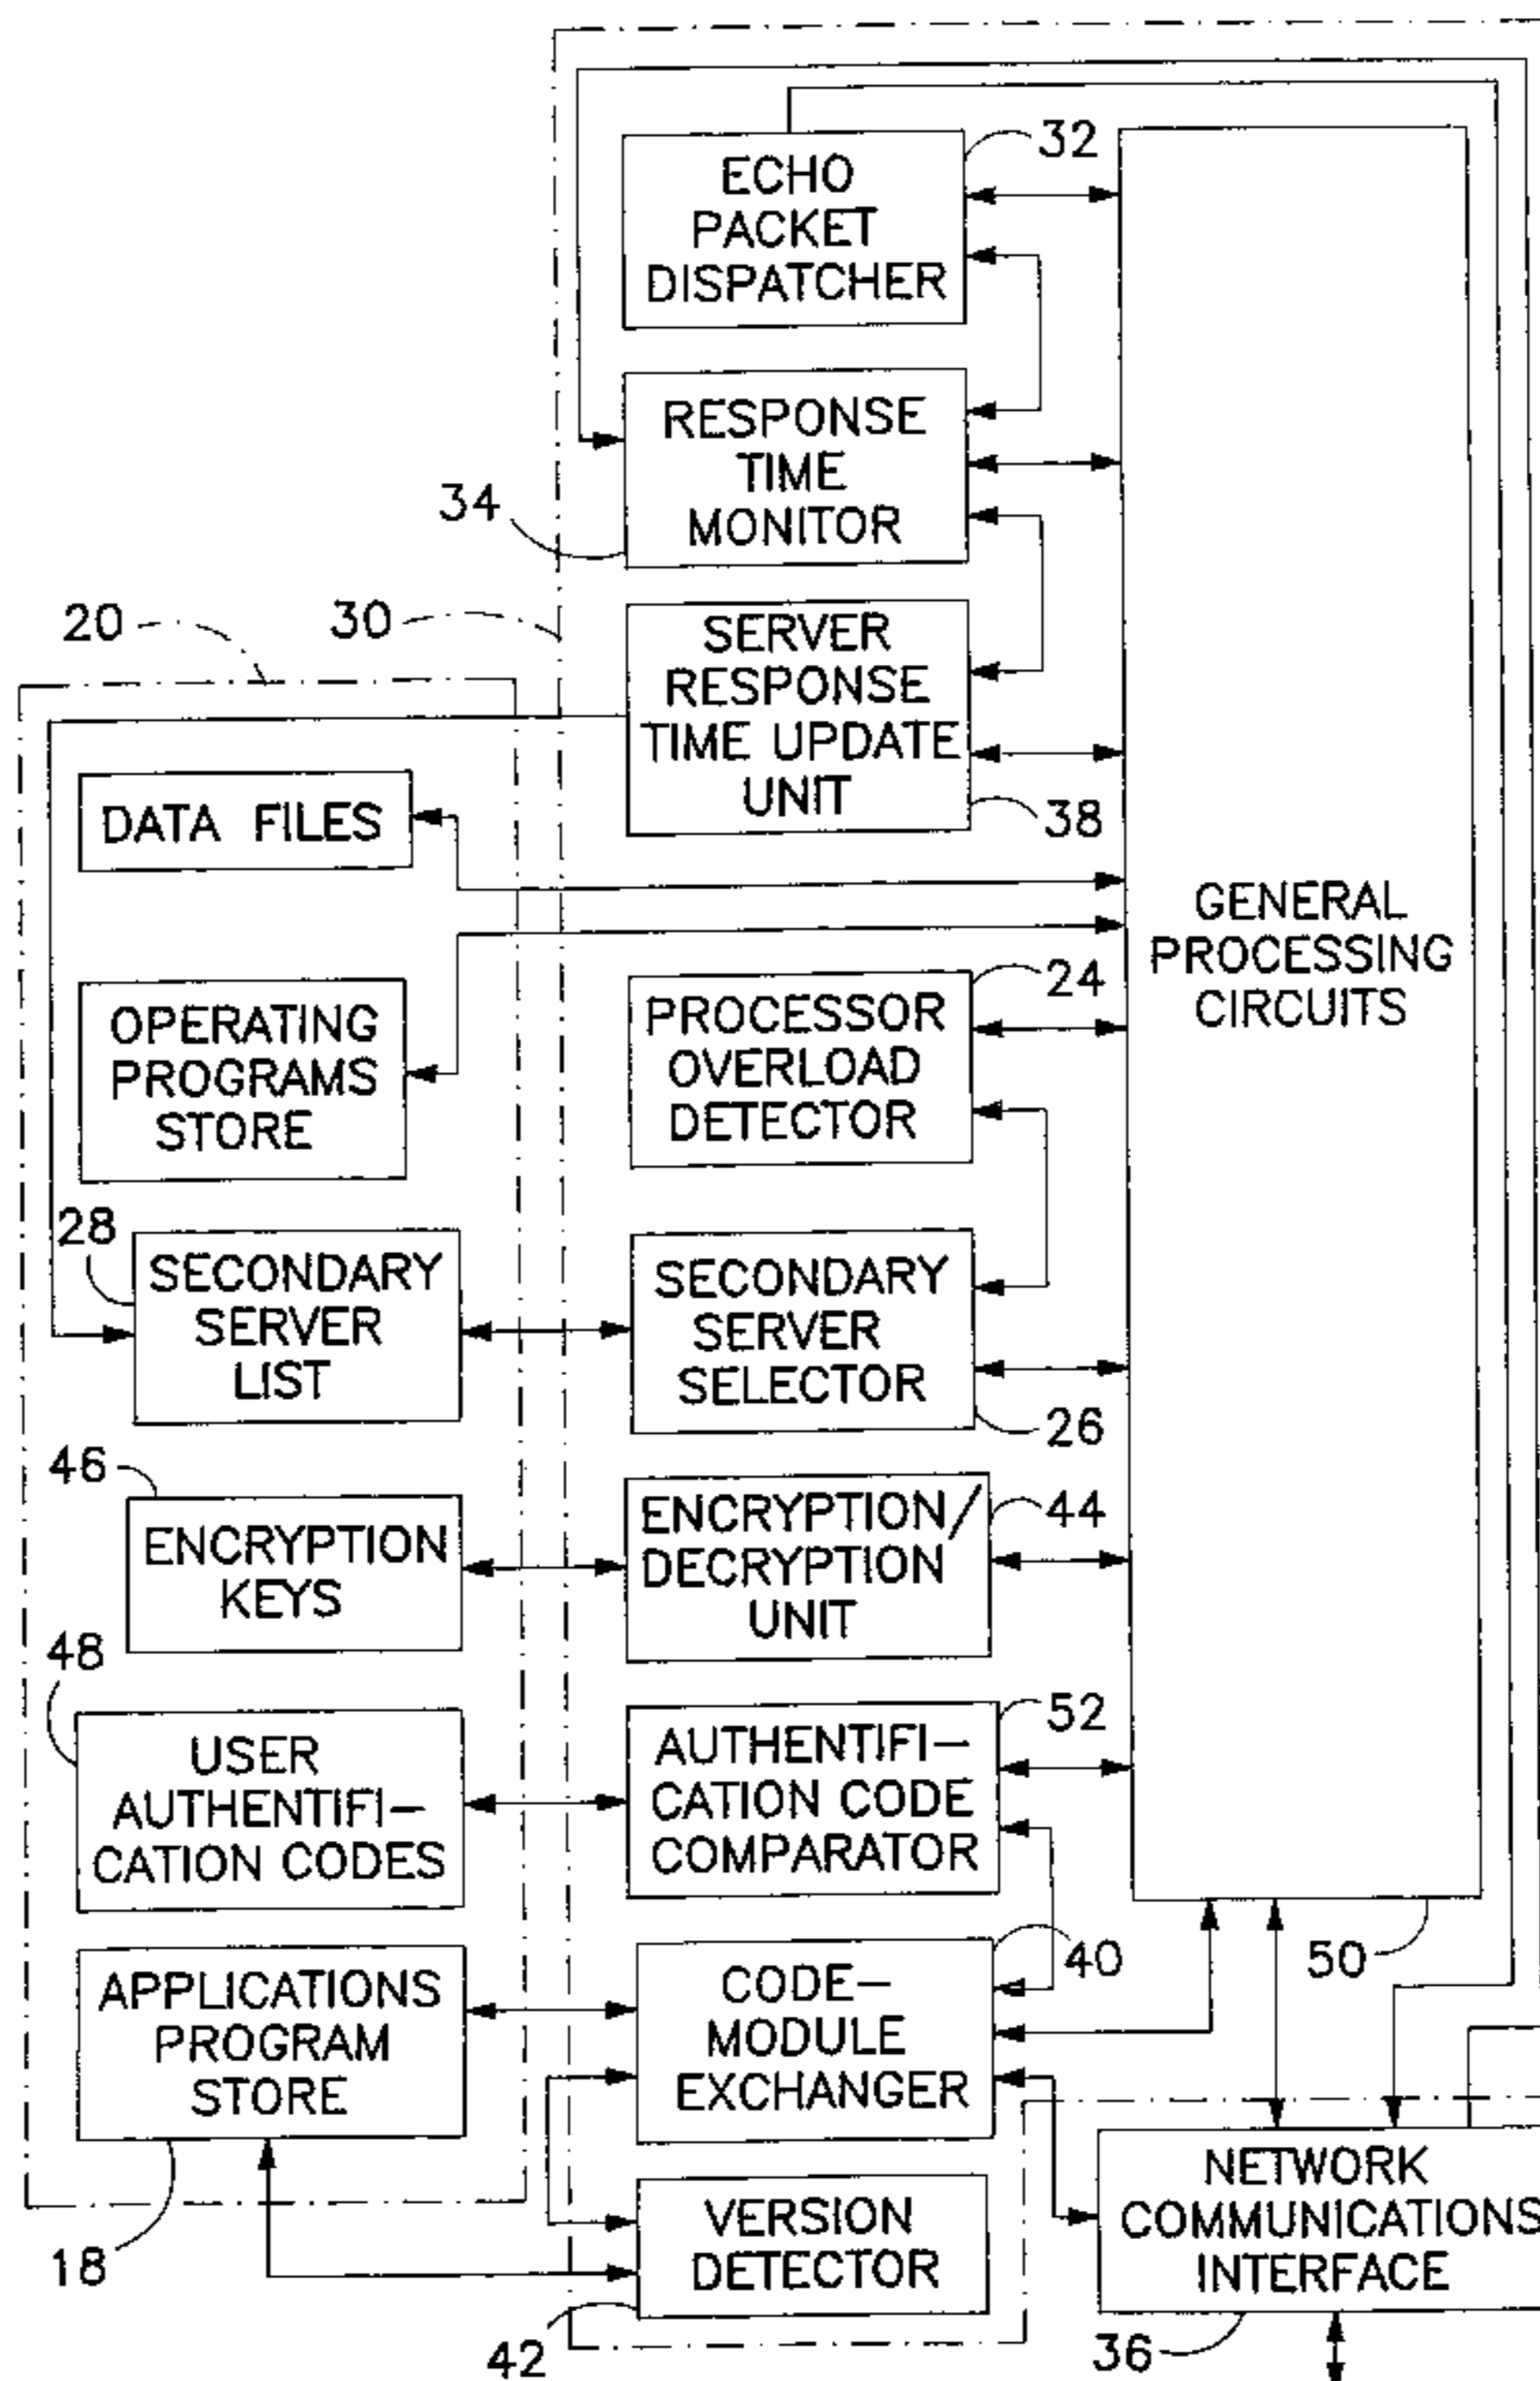 32
ECHO
PACKET
DISPATCHER
RESPONSE
TIME
MONITOR
34
20
30
SERVER
RESPONSE
TIME UPDATE
UNIT
38
DATA FILES
GENERAL
PROCESSING
CIRCUITS
OPERATING
PROGRAMS
STORE
24
PROCESSOR
OVERLOAD
DETECTOR
28
SECONDARY
SERVER
LIST
SECONDARY
SERVER
SELECTOR
26
46
ENCRYPTION
KEYS
ENCRYPTION/
DECRYPTION
UNIT
44
48
USER
AUTHENTIFI–
CATION CODES
52
AUTHENTIFI–
CATION CODE
COMPARATOR
APPLICATIONS
PROGRAM
STORE
18
CODE–
MODULE
EXCHANGER
40
50
VERSION
DETECTOR
42
NETWORK
COMMUNICATIONS
INTERFACE
36